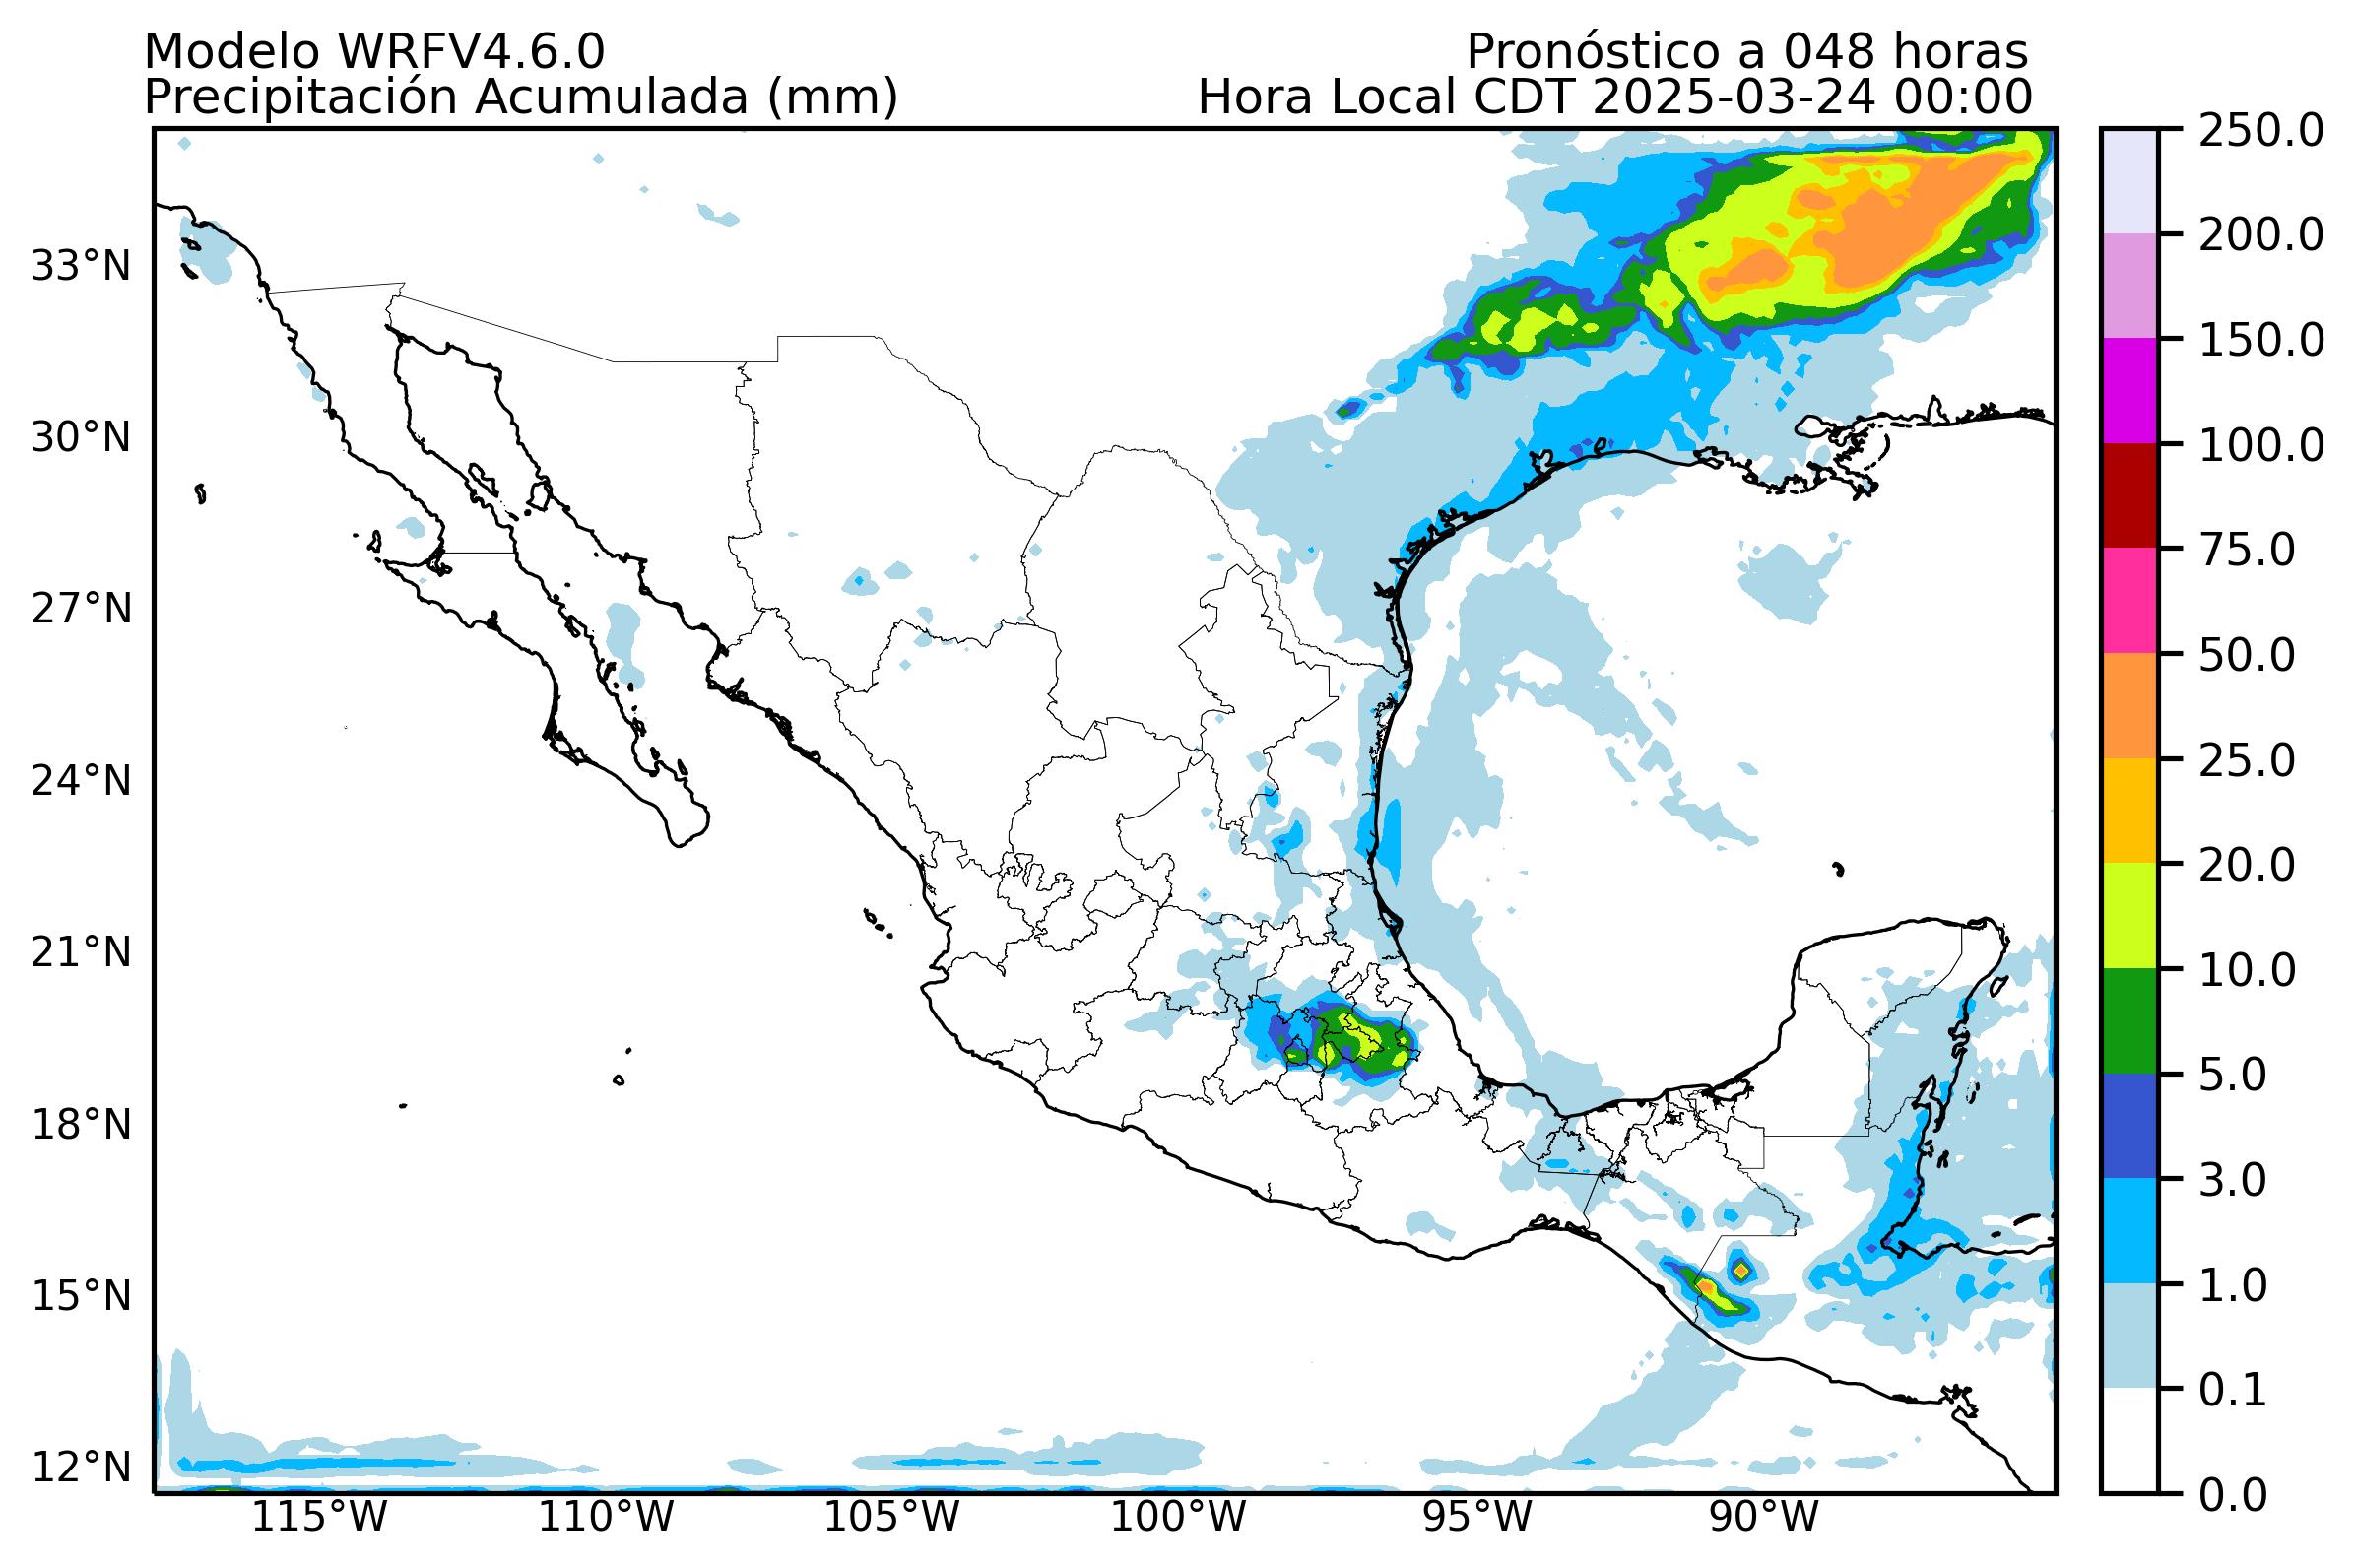 Modelo WRFV4.6.0
Pronóstico a 048 horas
Precipitación Acumulada (mm)
Hora Local CDT 2025-03-24 00:00
33°N
30°N
27°N
24°N
21°N
18°N
15°N
12°N
115°W
110°W
105°W
100°W
95°W
90°W
250.0
200.0
150.0
100.0
75.0
50.0
25.0
20.0
10.0
5.0
3.0
1.0
0.1
0.0